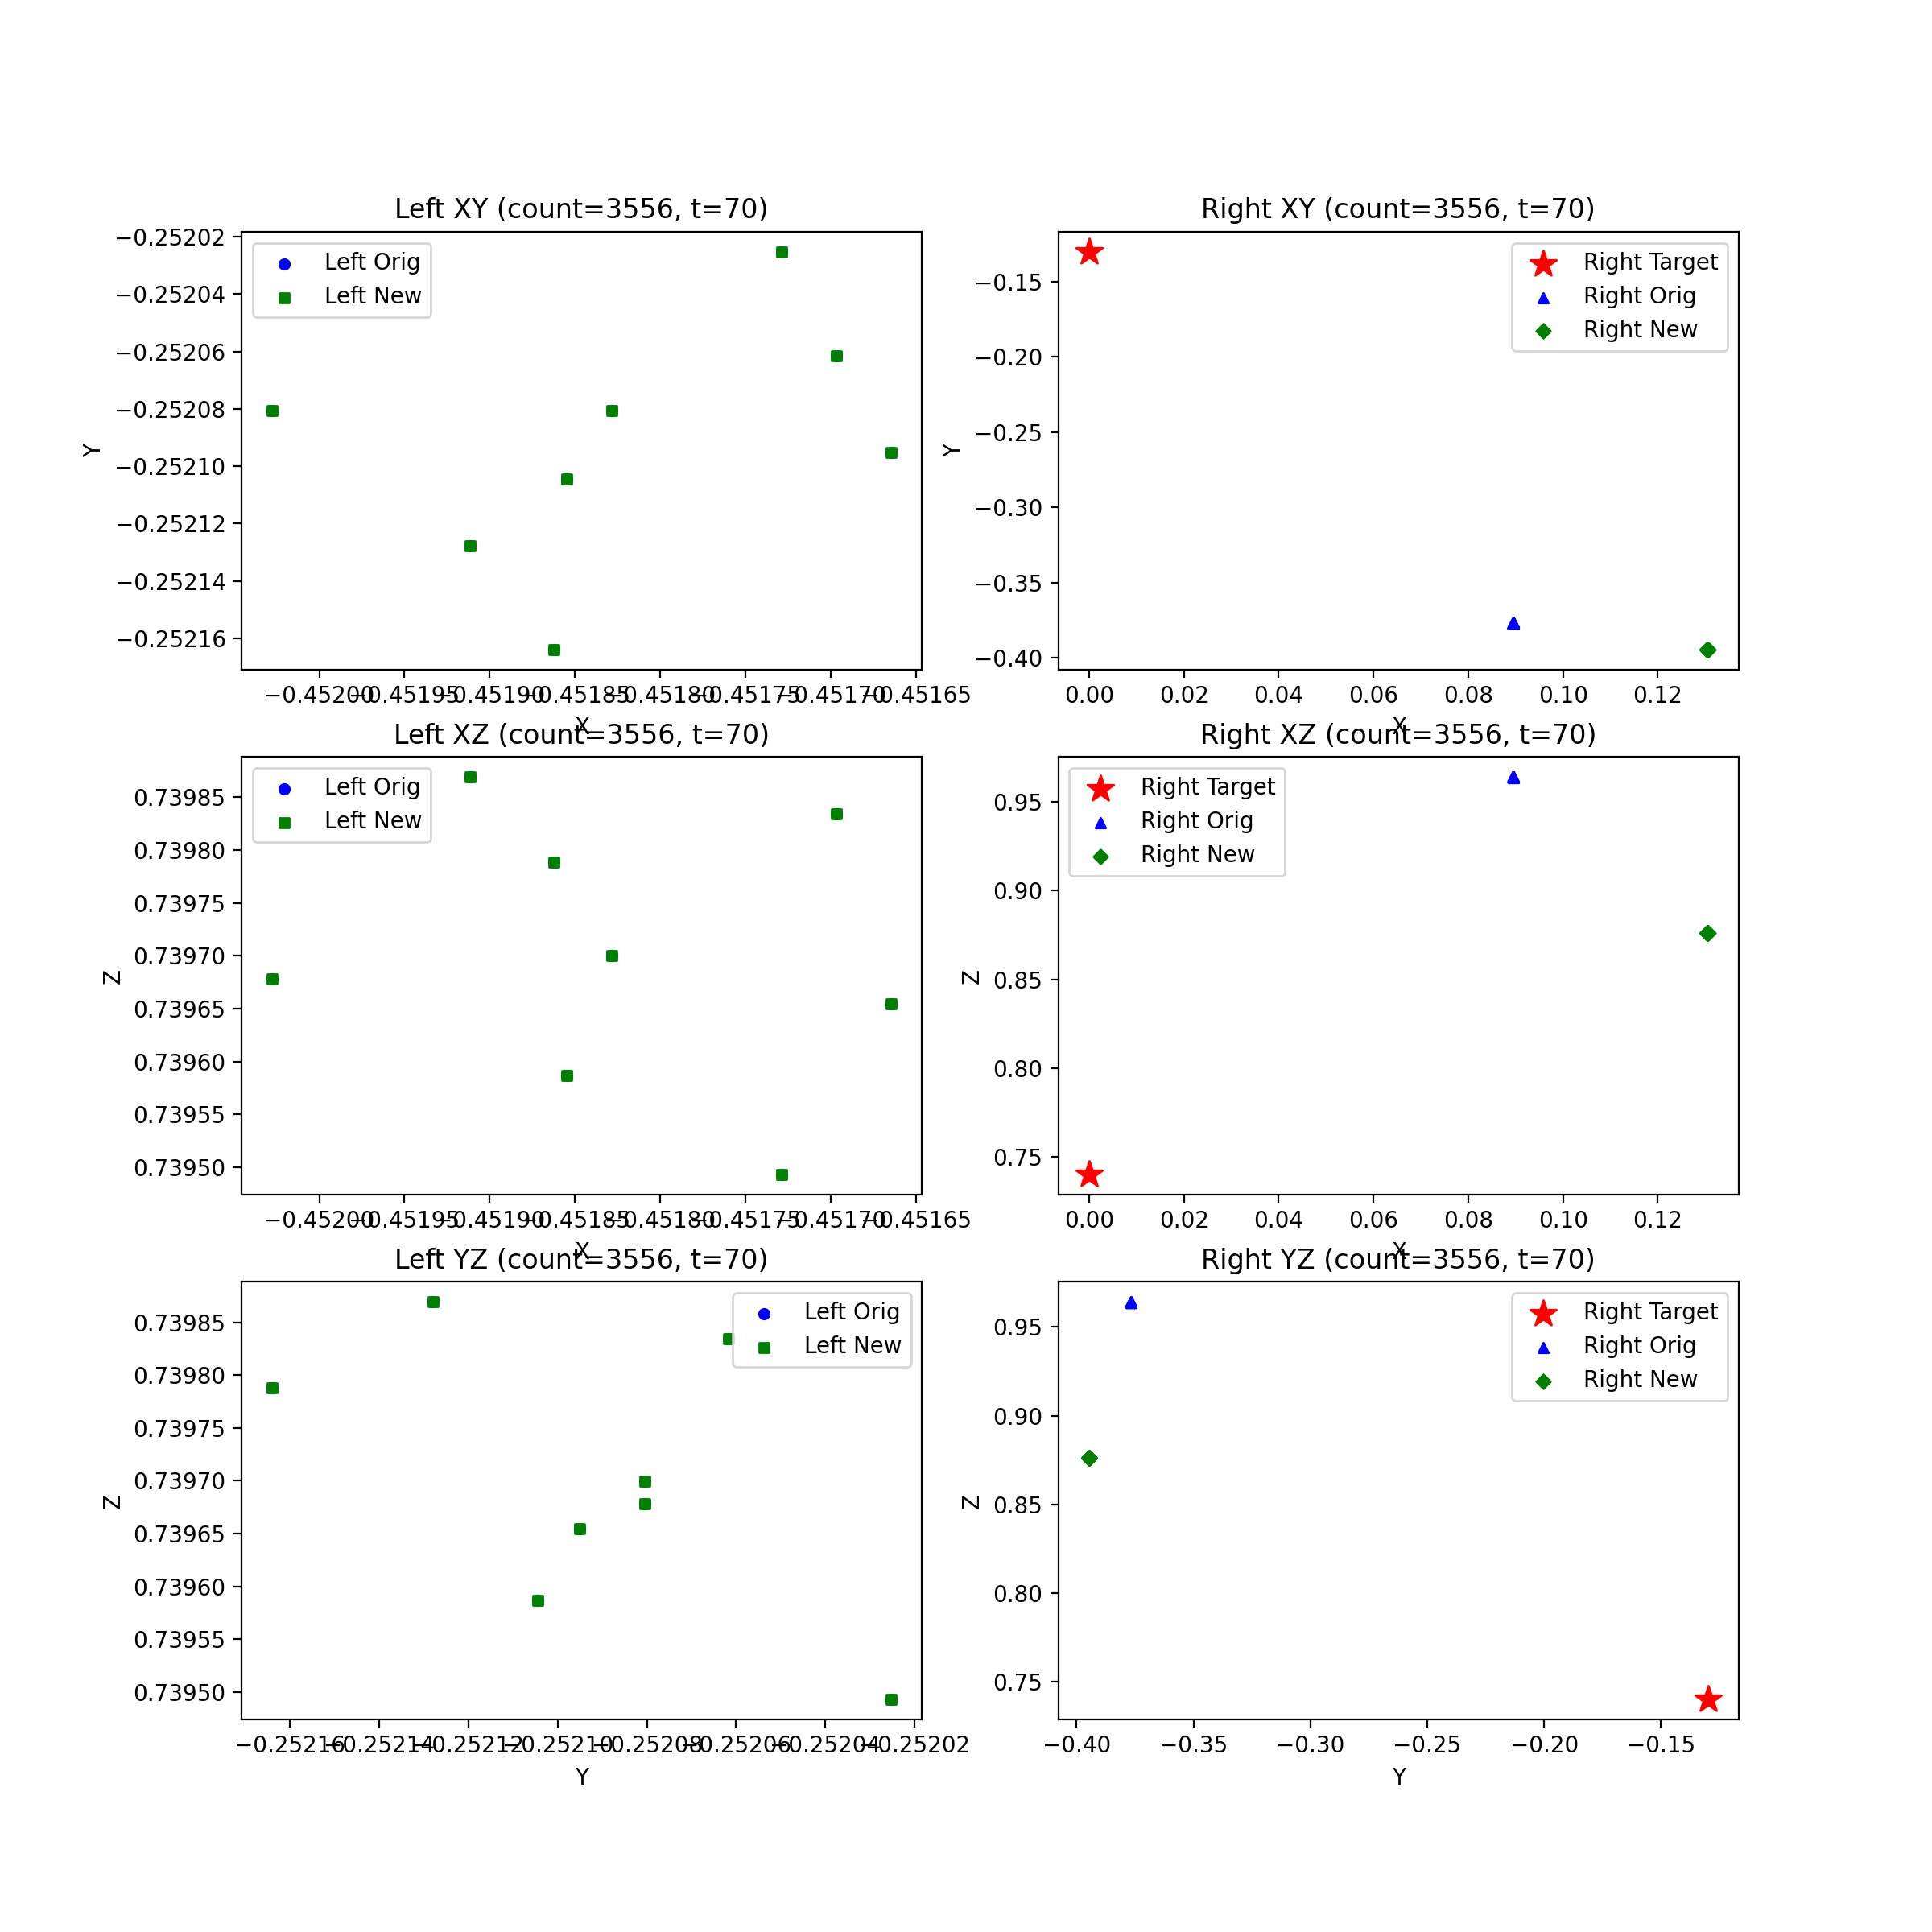 Left XY (count=3556, t=70)
Left Orig
Left New
−0.25202
−0.25204
−0.25206
−0.25208
−0.25210
−0.25212
−0.25214
−0.25216
Y
−0.45200 −0.45195 −0.45190 −0.45185 −0.45180 −0.45175 −0.45170 −0.45165
X
Right XY (count=3556, t=70)
Right Target
Right Orig
Right New
−0.15
−0.20
−0.25
−0.30
−0.35
−0.40
Y
0.00 0.02 0.04 0.06 0.08 0.10 0.12
X
Left XZ (count=3556, t=70)
Left Orig
Left New
0.73985
0.73980
0.73975
0.73970
0.73965
0.73960
0.73955
0.73950
Z
−0.45200 −0.45195 −0.45190 −0.45185 −0.45180 −0.45175 −0.45170 −0.45165
X
Right XZ (count=3556, t=70)
Right Target
Right Orig
Right New
0.95
0.90
0.85
0.80
0.75
Z
0.00 0.02 0.04 0.06 0.08 0.10 0.12
X
Left YZ (count=3556, t=70)
Left Orig
Left New
0.73985
0.73980
0.73975
0.73970
0.73965
0.73960
0.73955
0.73950
Z
−0.25216 −0.25214 −0.25212 −0.25210 −0.25208 −0.25206 −0.25204 −0.25202
Y
Right YZ (count=3556, t=70)
Right Target
Right Orig
Right New
0.95
0.90
0.85
0.80
0.75
Z
−0.40 −0.35 −0.30 −0.25 −0.20 −0.15
Y